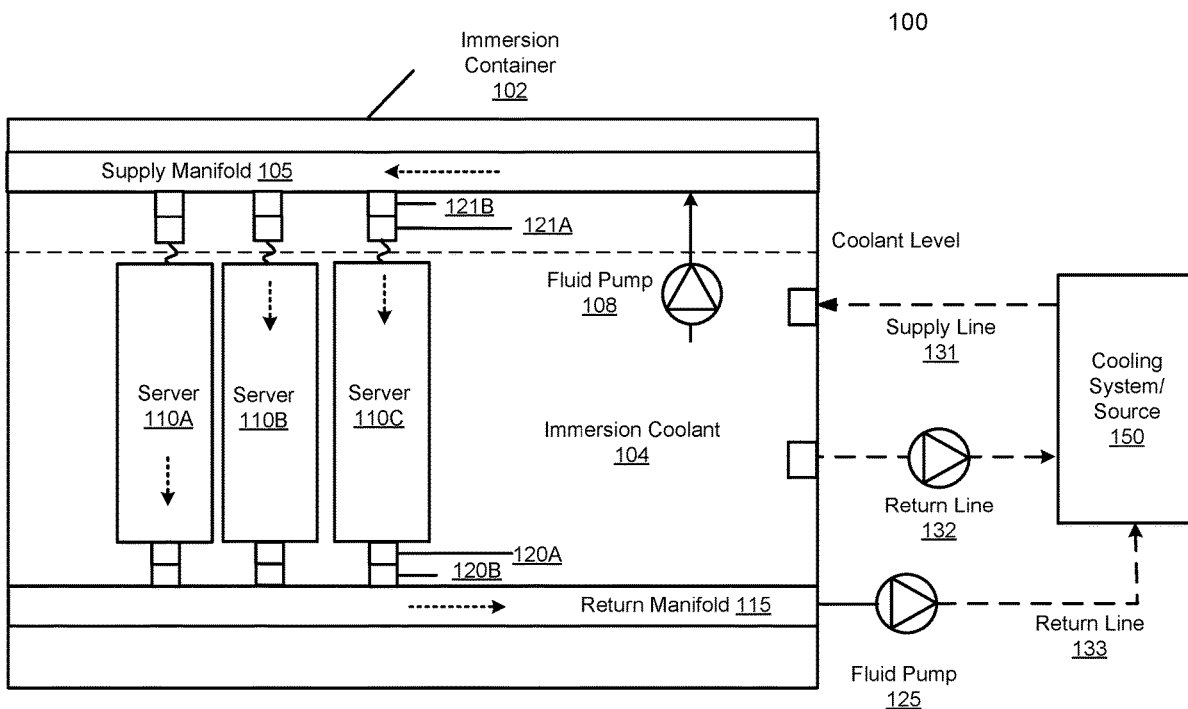 100
Immersion
Container
102
Supply Manifold 105
121B
121A
Coolant Level
Fluid Pump
108
Supply Line
131
Cooling
System/
Source
150
Server
110A
Server
110B
Server
110C
Immersion Coolant
104
Return Line
132
120A
120B
Return Manifold 115
Return Line
133
Fluid Pump
125